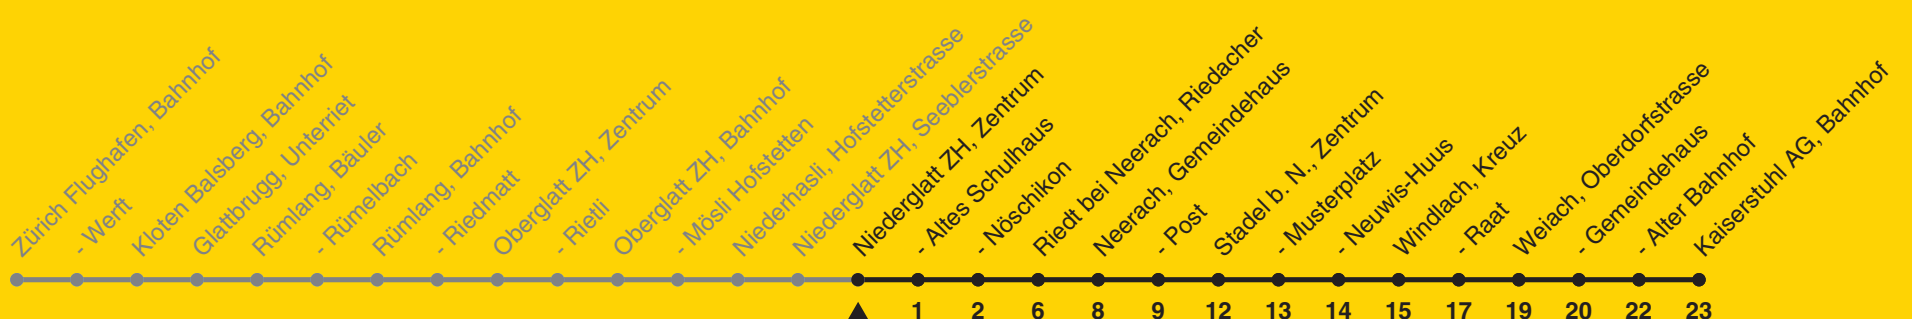 Zürich Flughafen, Bahnhof
- Werft
Kloten Balsberg, Bahnhof
Glattbrugg, Unterriet
Rümlang, Bäuler
- Rümelbach
Rümlang, Bahnhof
- Riedmatt
Oberglatt ZH, Zentrum
- Rietli
Oberglatt ZH, Bahnhof
- Mösli Hofstetten
Niederhasli, Hofstetterstrasse
Niederglatt ZH, Seeblerstrasse
Niederglatt ZH, Zentrum
- Altes Schulhaus
- Nöschikon
Riedt bei Neerach, Riedacher
Neerach, Gemeindehaus
- Post
Stadel b. N., Zentrum
- Musterplatz
- Neuwis-Huus
Windlach, Kreuz
- Raat
Weiach, Oberdorfstrasse
- Gemeindehaus
- Alter Bahnhof
Kaiserstuhl AG, Bahnhof
1 2 6 8 9 12 13 14 15 17 19 20 22 23